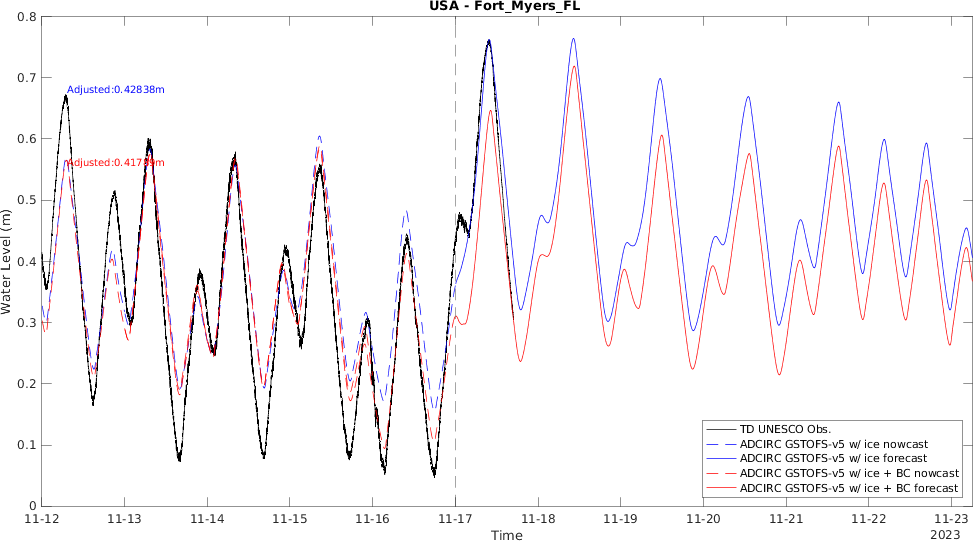 USA - Fort_Myers_FL
0.8
0.7
0.6
0.5
0.4
0.3
0.2
0.1
0
Water Level (m)
Adjusted:0.42838m
TD UNESCO Obs.
ADCIRC GSTOFS-v5 w/ ice nowcast
ADCIRC GSTOFS-v5 w/ ice forecast
ADCIRC GSTOFS-v5 w/ ice + BC nowcast
ADCIRC GSTOFS-v5 w/ ice + BC forecast
11-12 11-13 11-14 11-15 11-16 11-17 11-18 11-19 11-20 11-21 11-22 11-23
2023
Time